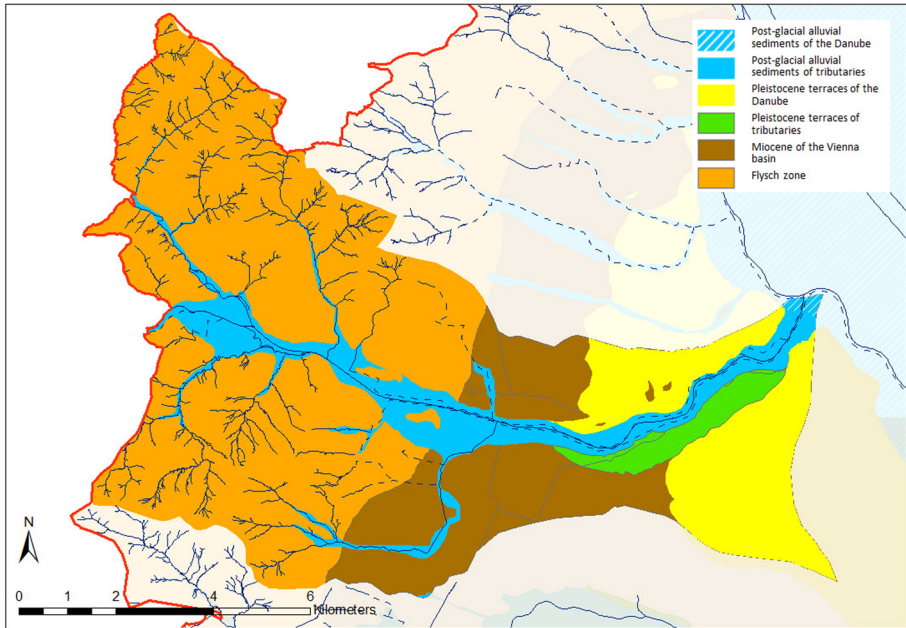 Post-glacial alluvial
sediments of the Danube
Post-glacial alluvial
sediments of tributaries
Pleistocene terraces of the
Danube
Pleistocene terraces of
tributaries
Miocene of the Vienna
basin
Flysch zone
N
0 1 2 4 6
Kilometers